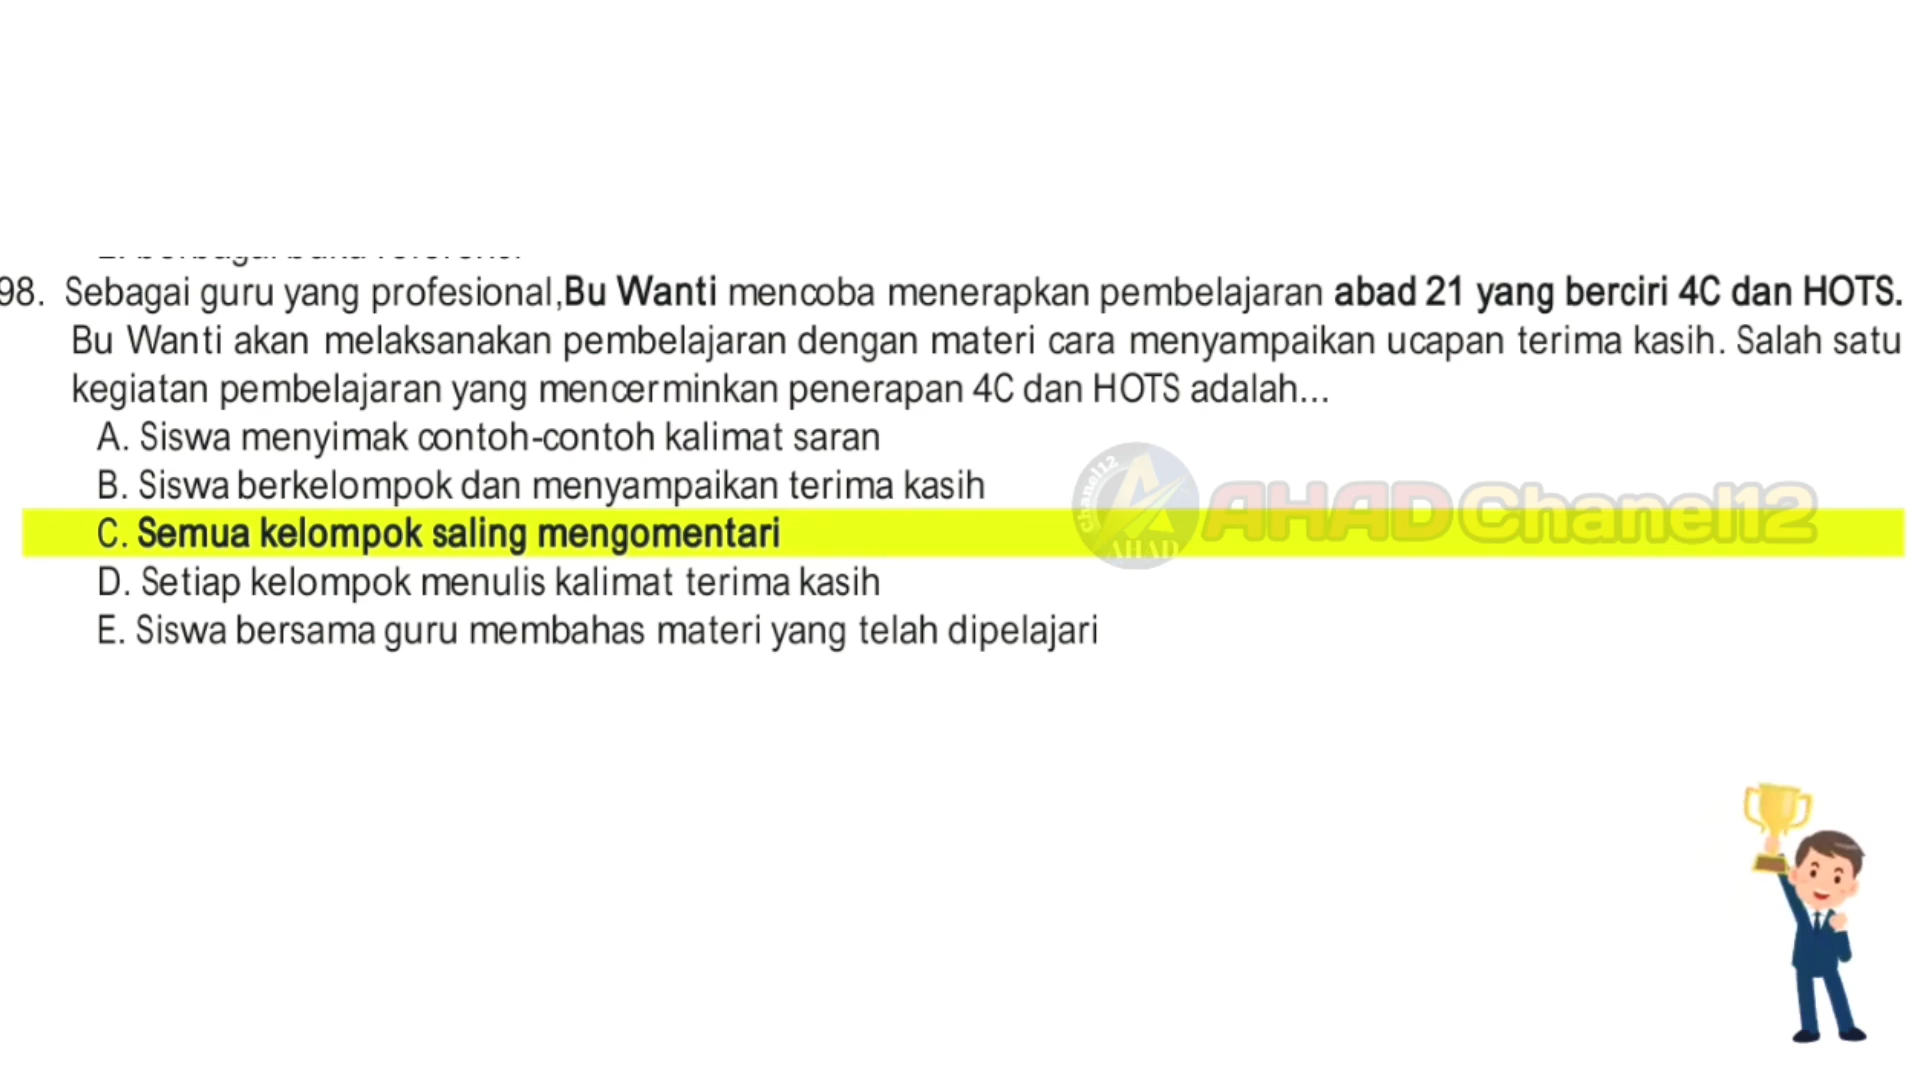 98. Sebagai guru yang profesional,Bu Wanti mencoba menerapkan pembelajaran abad 21 yang berciri 4C dan HOTS.
Bu Wanti akan melaksanakan pembelajaran dengan materi cara menyampaikan ucapan terima kasih. Salah satu
kegiatan pembelajaran yang mencerminkan penerapan 4C dan HOTS adalah...
A. Siswa menyimak contoh-contoh kalimat saran
B. Siswa berkelompok dan menyampaikan terima kasih
C. Semua kelompok saling mengomentari
D. Setiap kelompok menulis kalimat terima kasih
E. Siswa bersama guru membahas materi yang telah dipelajari
Chanel12
AHAD
AHAD Chanel12